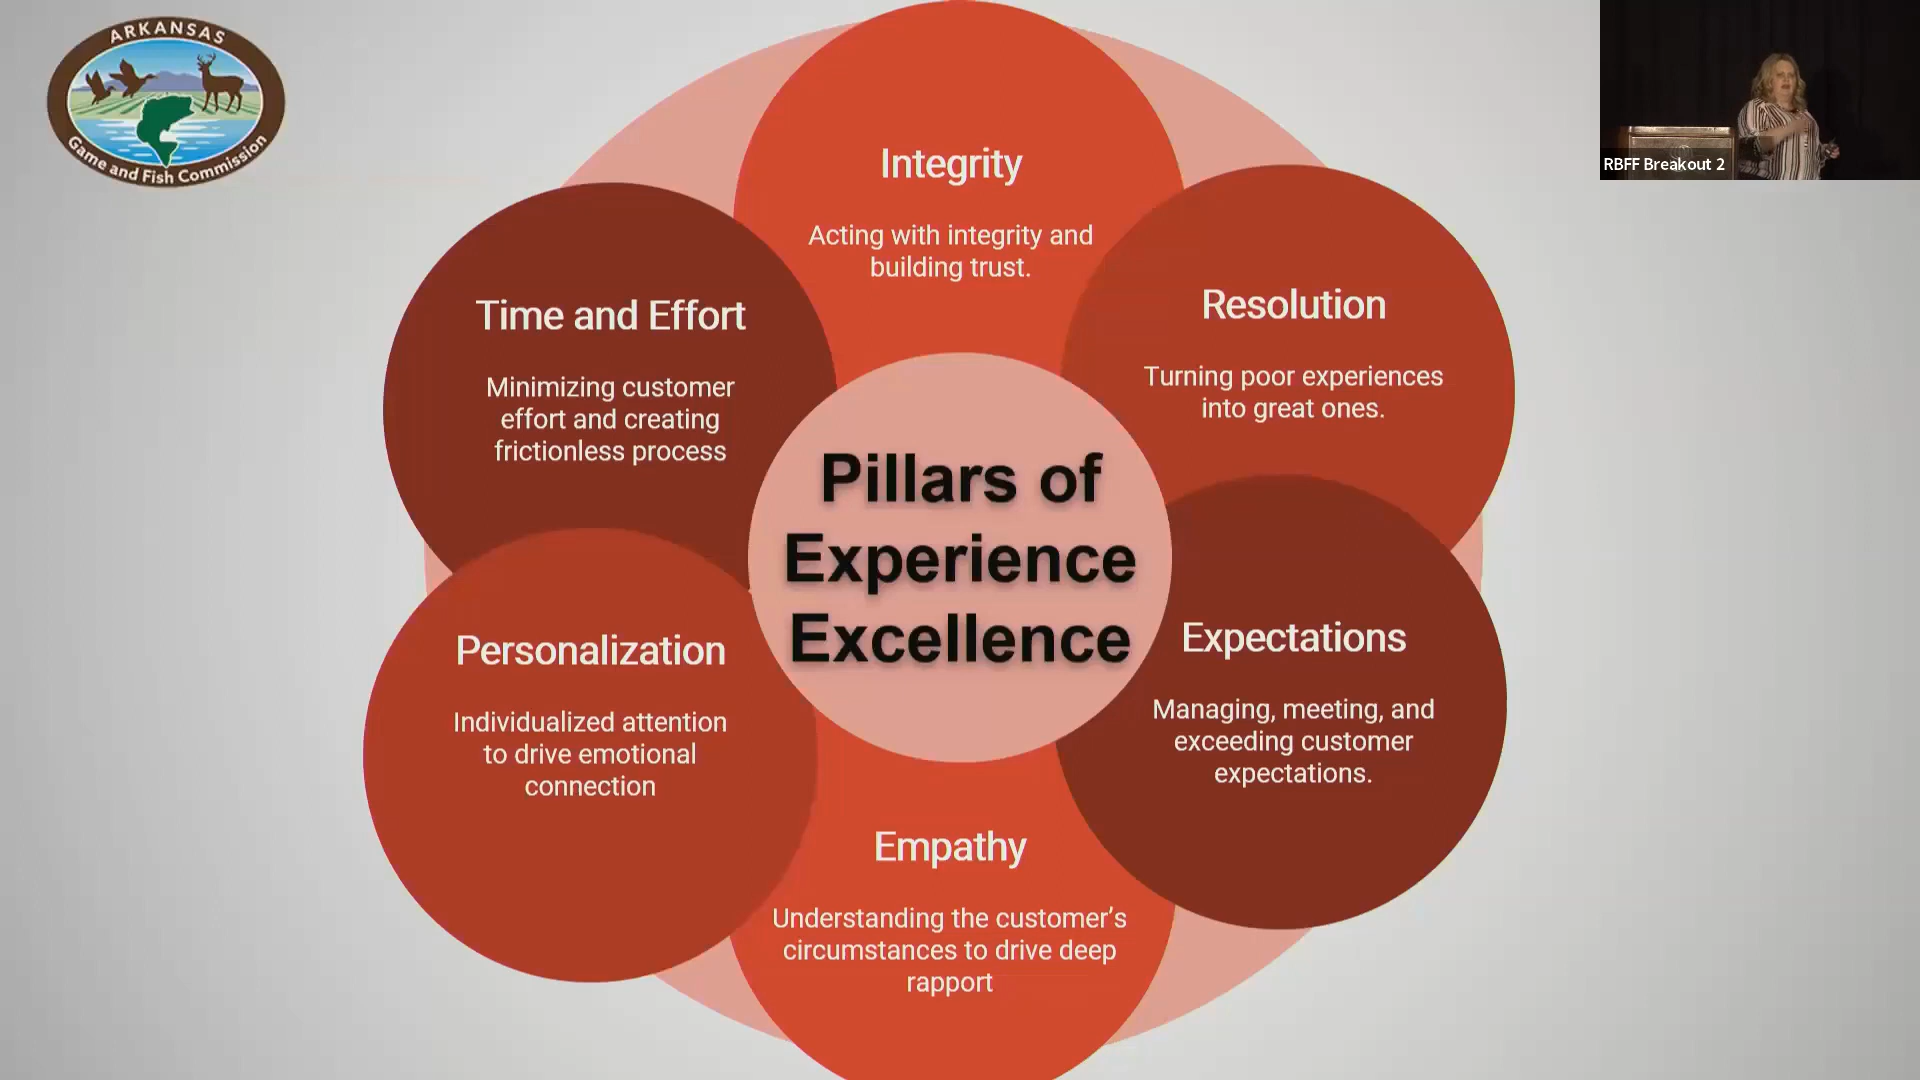 ARKANSAS
Game and Fish Commission
RBFF Breakout 2
Integrity
Acting with integrity and
building trust.
Resolution
Turning poor experiences
into great ones.
Expectations
Managing, meeting, and
exceeding customer
expectations.
Empathy
Understanding the customer’s
circumstances to drive deep
rapport
Personalization
Individualized attention
to drive emotional
connection
Time and Effort
Minimizing customer
effort and creating
frictionless process
Pillars of
Experience
Excellence